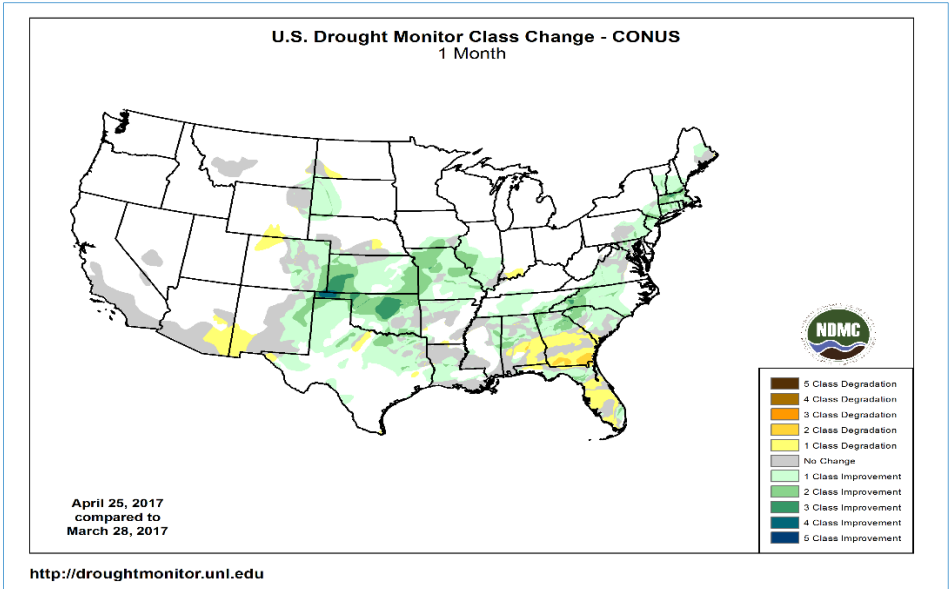 U.S. Drought Monitor Class Change - CONUS
1 Month
NDMC
5 Class Degradation
4 Class Degradation
3 Class Degradation
2 Class Degradation
1 Class Degradation
No Change
1 Class Improvement
2 Class Improvement
3 Class Improvement
4 Class Improvement
5 Class Improvement
April 25, 2017
compared to
March 28, 2017
http://droughtmonitor.unl.edu